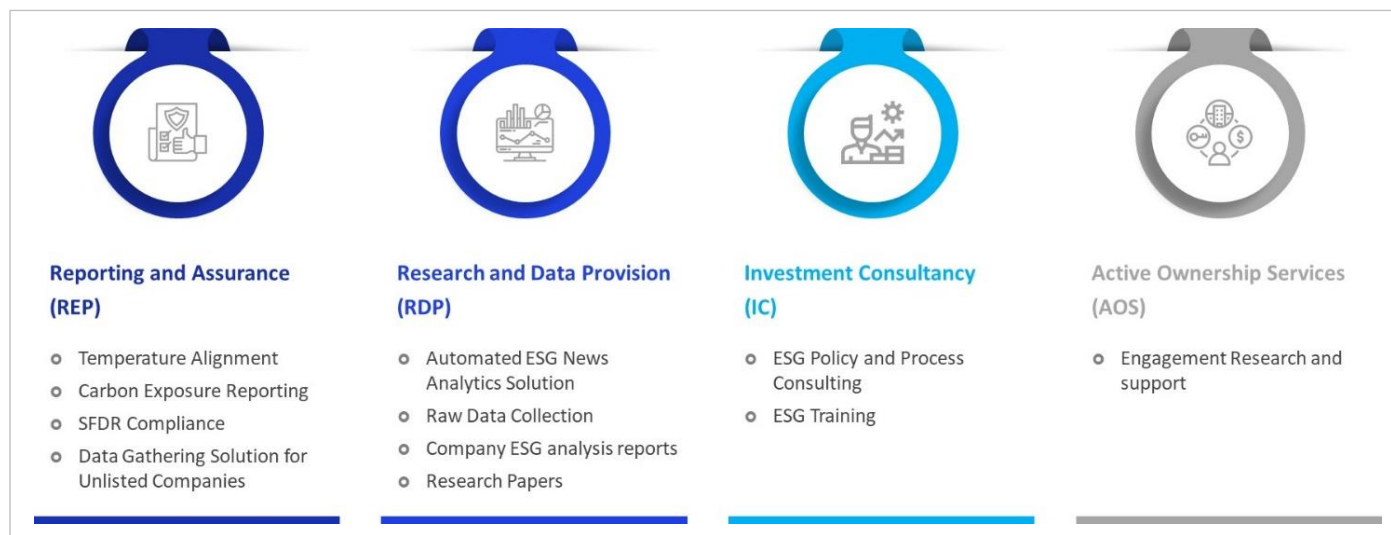 Reporting and Assurance
(REP)
Temperature Alignment
Carbon Exposure Reporting
SFDR Compliance
Data Gathering Solution for
Unlisted Companies
Research and Data Provision
(RDP)
Automated ESG News
Analytics Solution
Raw Data Collection
Company ESG analysis reports
Research Papers
Investment Consultancy
(IC)
ESG Policy and Process
Consulting
ESG Training
Active Ownership Services
(AOS)
Engagement Research and
support